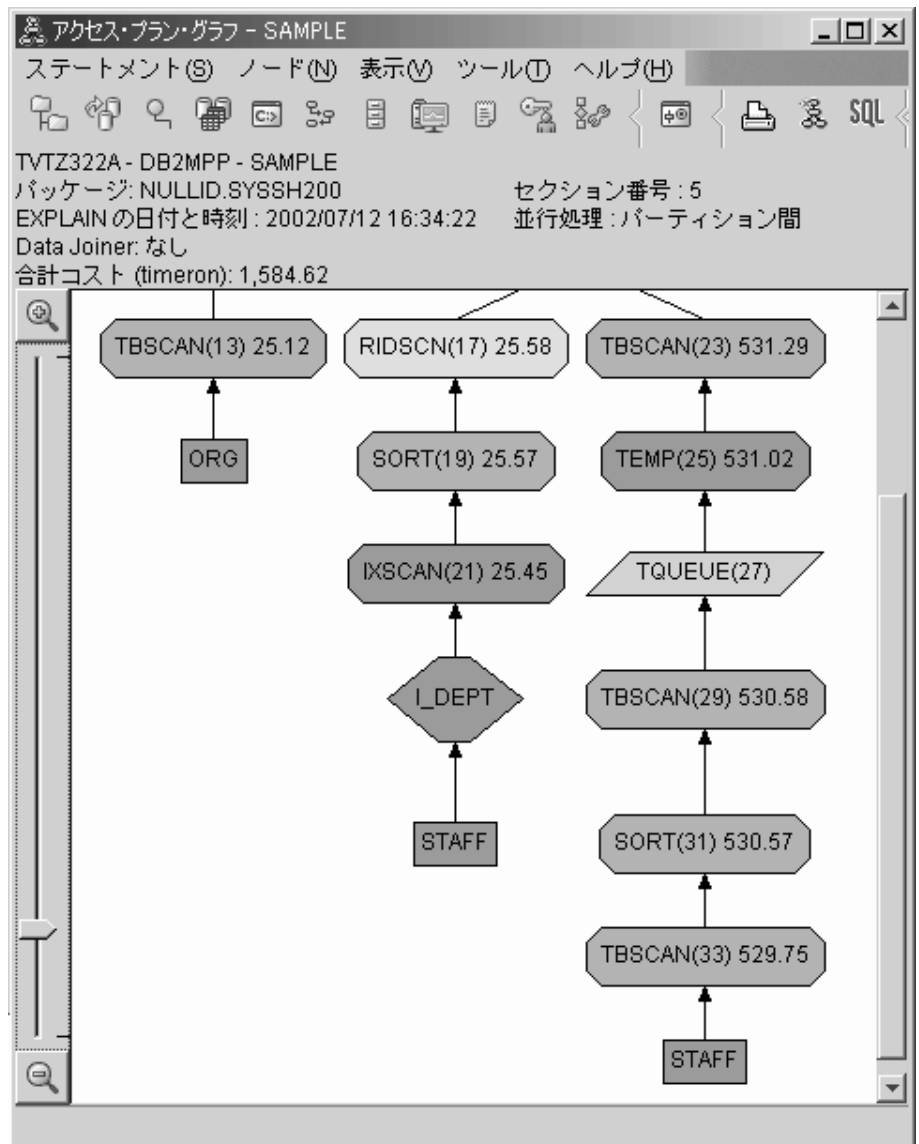 アクセス・プラン・グラフ - SAMPLE
ステートメント(S) ノード(N) 表示(V) ツール(T) ヘルプ(H)
C:> SQL
TVTZ322A - DB2MPP - SAMPLE
パッケージ: NULLID.SYSSH200 セクション番号 : 5
EXPLAIN の日付と時刻 : 2002/07/12 16:34:22 並行処理 : パーティション間
Data Joiner: なし
合計コスト (timeron): 1,584.62
TBSCAN(13) 25.12 RIDSCN(17) 25.58 TBSCAN(23) 531.29
ORG SORT(19) 25.57 TEMP(25) 531.02
IXSCAN(21) 25.45 TQUEUE(27)
I_DEPT TBSCAN(29) 530.58
STAFF SORT(31) 530.57
TBSCAN(33) 529.75
STAFF